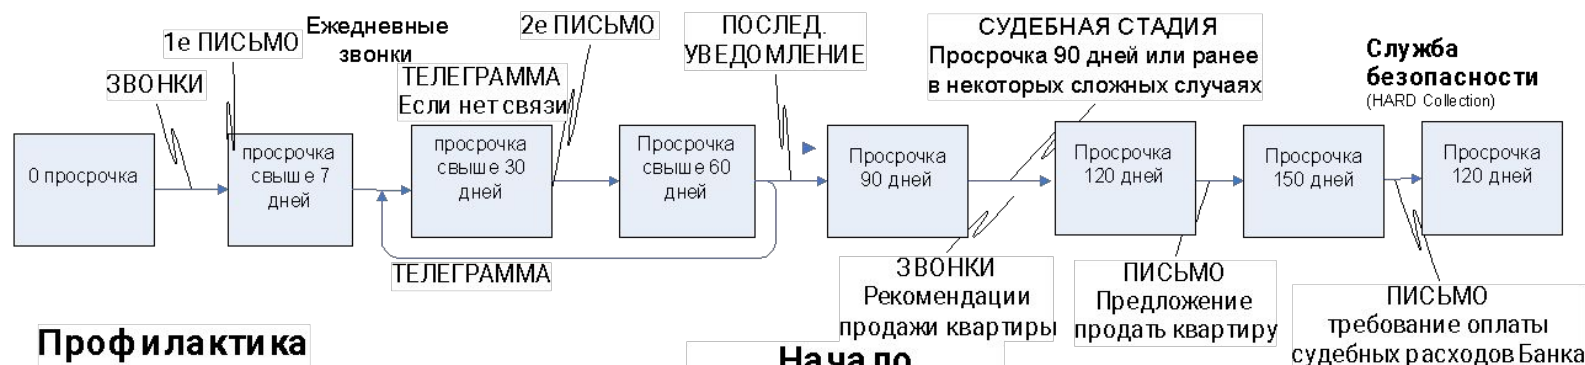 ЗВОНКИ
1е ПИСЬМО
Ежедневные
звонки
ТЕЛЕГРАММА
Если нет связи
2е ПИСЬМО
ПОСЛЕД.
УВЕДОМЛЕНИЕ
СУДЕБНАЯ СТАДИЯ
Просрочка 90 дней или ранее
в некоторых сложных случаях
Служба
безопасности
(HARD Collection)
0 просрочка
просрочка
свыше 7
дней
просрочка
свыше 30
дней
Просрочка
свыше 60
дней
Просрочка
90 дней
Просрочка
120 дней
Просрочка
150 дней
Просрочка
120 дней
ТЕЛЕГРАММА
ЗВОНКИ
Рекомендации
продажи квартиры
ПИСЬМО
Предложение
продать квартиру
ПИСЬМО
требование оплаты
судебных расходов Банка
Профилактика
Начало